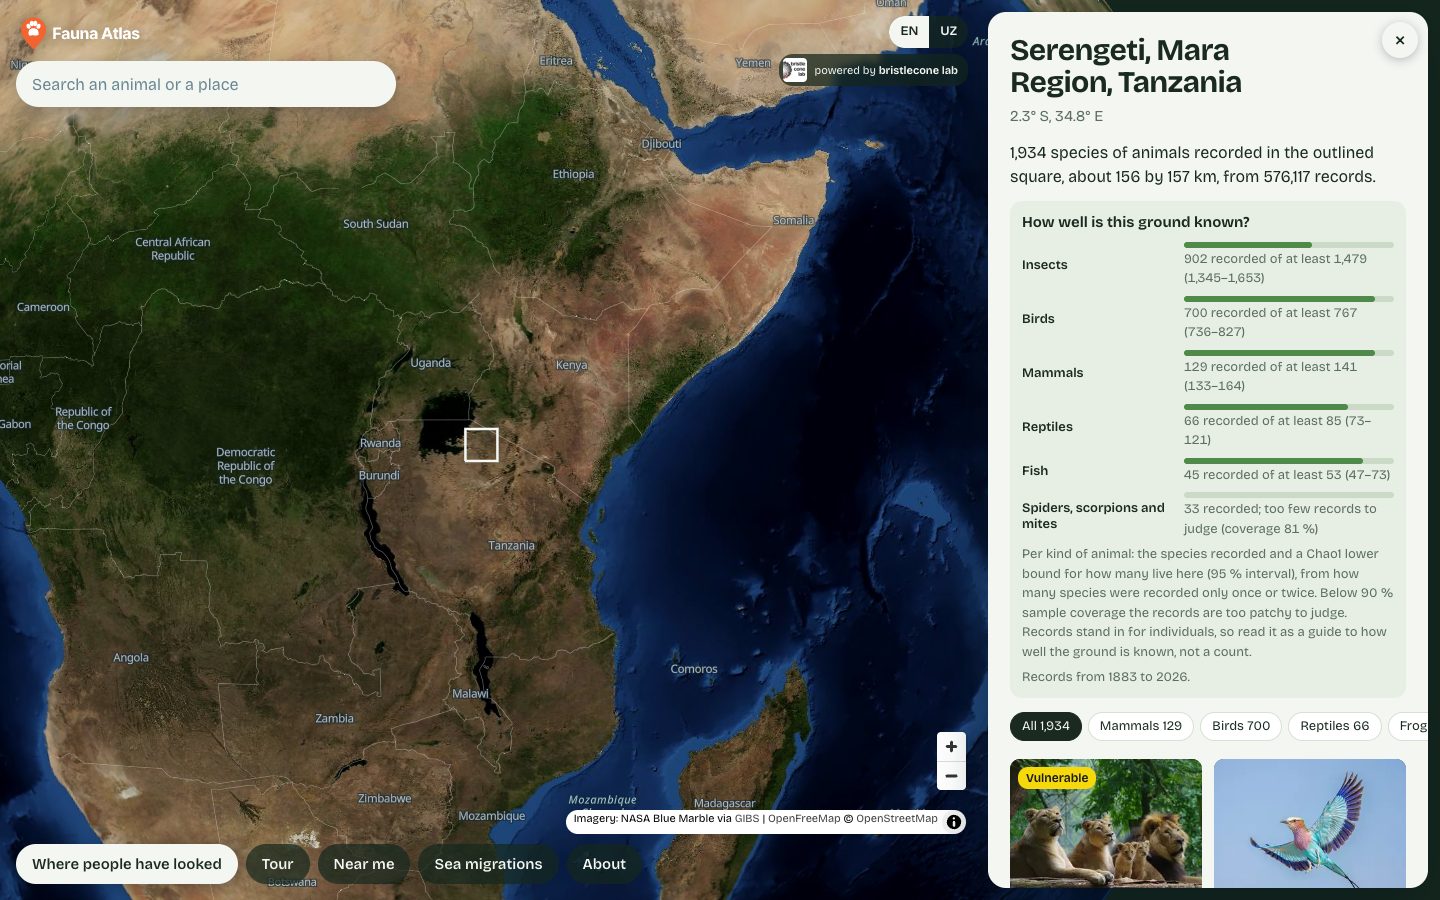 Fauna Atlas
Search an animal or a place
EN
UZ
powered by bristlecone lab
bristle
cone
lab
Oman
Eritrea
Yemen
Djibouti
Ethiopia
Somalia
South Sudan
Central African
Republic
Cameroon
Uganda
Kenya
Republic of
the Congo
Gabon
Rwanda
Democratic
Republic of
the Congo
Burundi
Tanzania
Angola
Comoros
Malawi
Zambia
Zimbabwe
Mozambique
Mozambique
Madagascar
Botswana
Imagery: NASA Blue Marble via GIBS | OpenFreeMap © OpenStreetMap
Where people have looked
Tour
Near me
Sea migrations
About
Serengeti, Mara
Region, Tanzania
2.3° S, 34.8° E
1,934 species of animals recorded in the outlined
square, about 156 by 157 km, from 576,117 records.
How well is this ground known?
Insects
902 recorded of at least 1,479
(1,345–1,653)
Birds
700 recorded of at least 767
(736–827)
Mammals
129 recorded of at least 141
(133–164)
Reptiles
66 recorded of at least 85 (73–
121)
Fish
45 recorded of at least 53 (47–73)
Spiders, scorpions and
mites
33 recorded; too few records to
judge (coverage 81 %)
Per kind of animal: the species recorded and a Chao1 lower
bound for how many live here (95 % interval), from how
many species were recorded only once or twice. Below 90 %
sample coverage the records are too patchy to judge.
Records stand in for individuals, so read it as a guide to how
well the ground is known, not a count.
Records from 1883 to 2026.
All 1,934
Mammals 129
Birds 700
Reptiles 66
Frog
Vulnerable